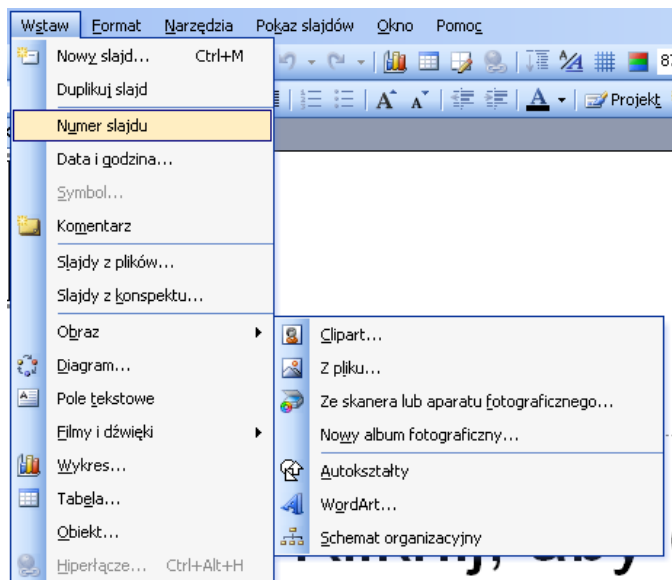 Wstaw Format Narzędzia Pokaz slajdów Okno Pomoc
Nowy slajd... Ctrl+M
Duplikuj slajd
Numer slajdu
Data i godzina...
Symbol...
Komentarz
Slajdy z plików...
Slajdy z konspektu...
Obraz
Diagram...
Pole tekstowe
Filmy i dźwięki
Wykres...
Tabela...
Obiekt...
Hiperłącze... Ctrl+Alt+H
A A A Projekt
Clipart...
Z pliku...
Ze skanera lub aparatu fotograficznego...
Nowy album fotograficzny...
Autokształty
WordArt...
Schemat organizacyjny